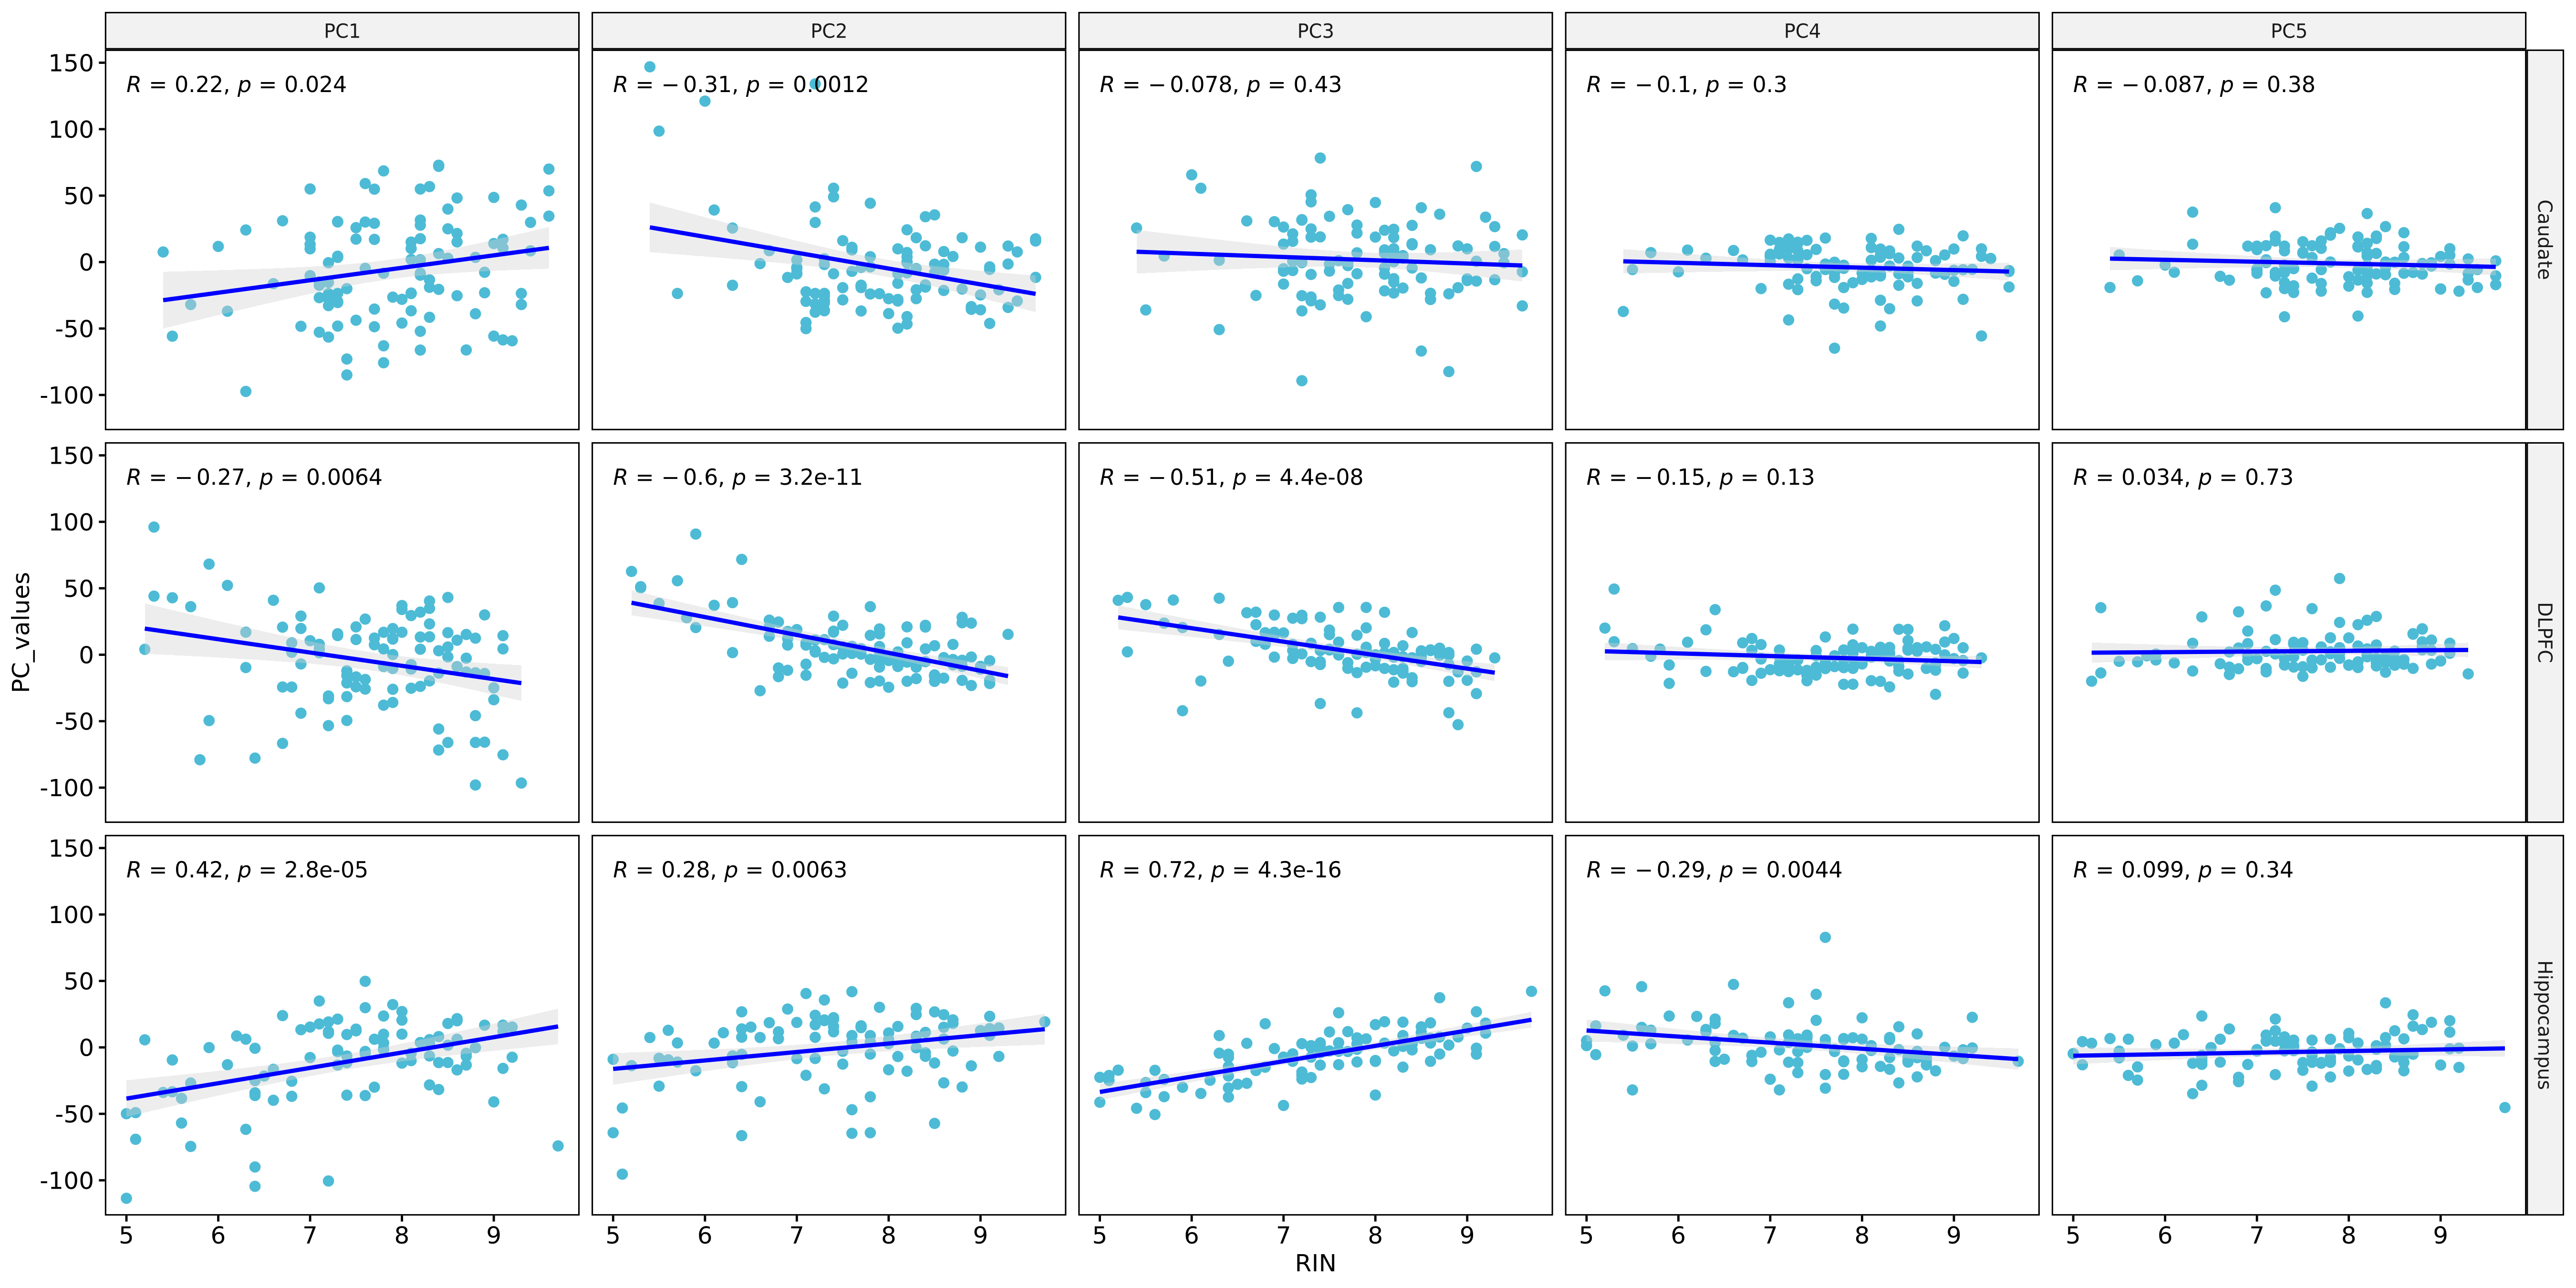 PC1 PC2 PC3 PC4 PC5
R = 0.22, p = 0.024
R = −0.31, p = 0.0012
R = −0.078, p = 0.43
R = −0.1, p = 0.3
R = −0.087, p = 0.38
150
100
50
0
-50
-100
Caudate
R = −0.27, p = 0.0064
R = −0.6, p = 3.2e-11
R = −0.51, p = 4.4e-08
R = −0.15, p = 0.13
R = 0.034, p = 0.73
150
100
50
0
-50
-100
DLPFC
PC_values
R = 0.42, p = 2.8e-05
R = 0.28, p = 0.0063
R = 0.72, p = 4.3e-16
R = −0.29, p = 0.0044
R = 0.099, p = 0.34
150
100
50
0
-50
-100
Hippocampus
5 6 7 8 9 5 6 7 8 9 5 6 7 8 9 5 6 7 8 9 5 6 7 8 9
RIN